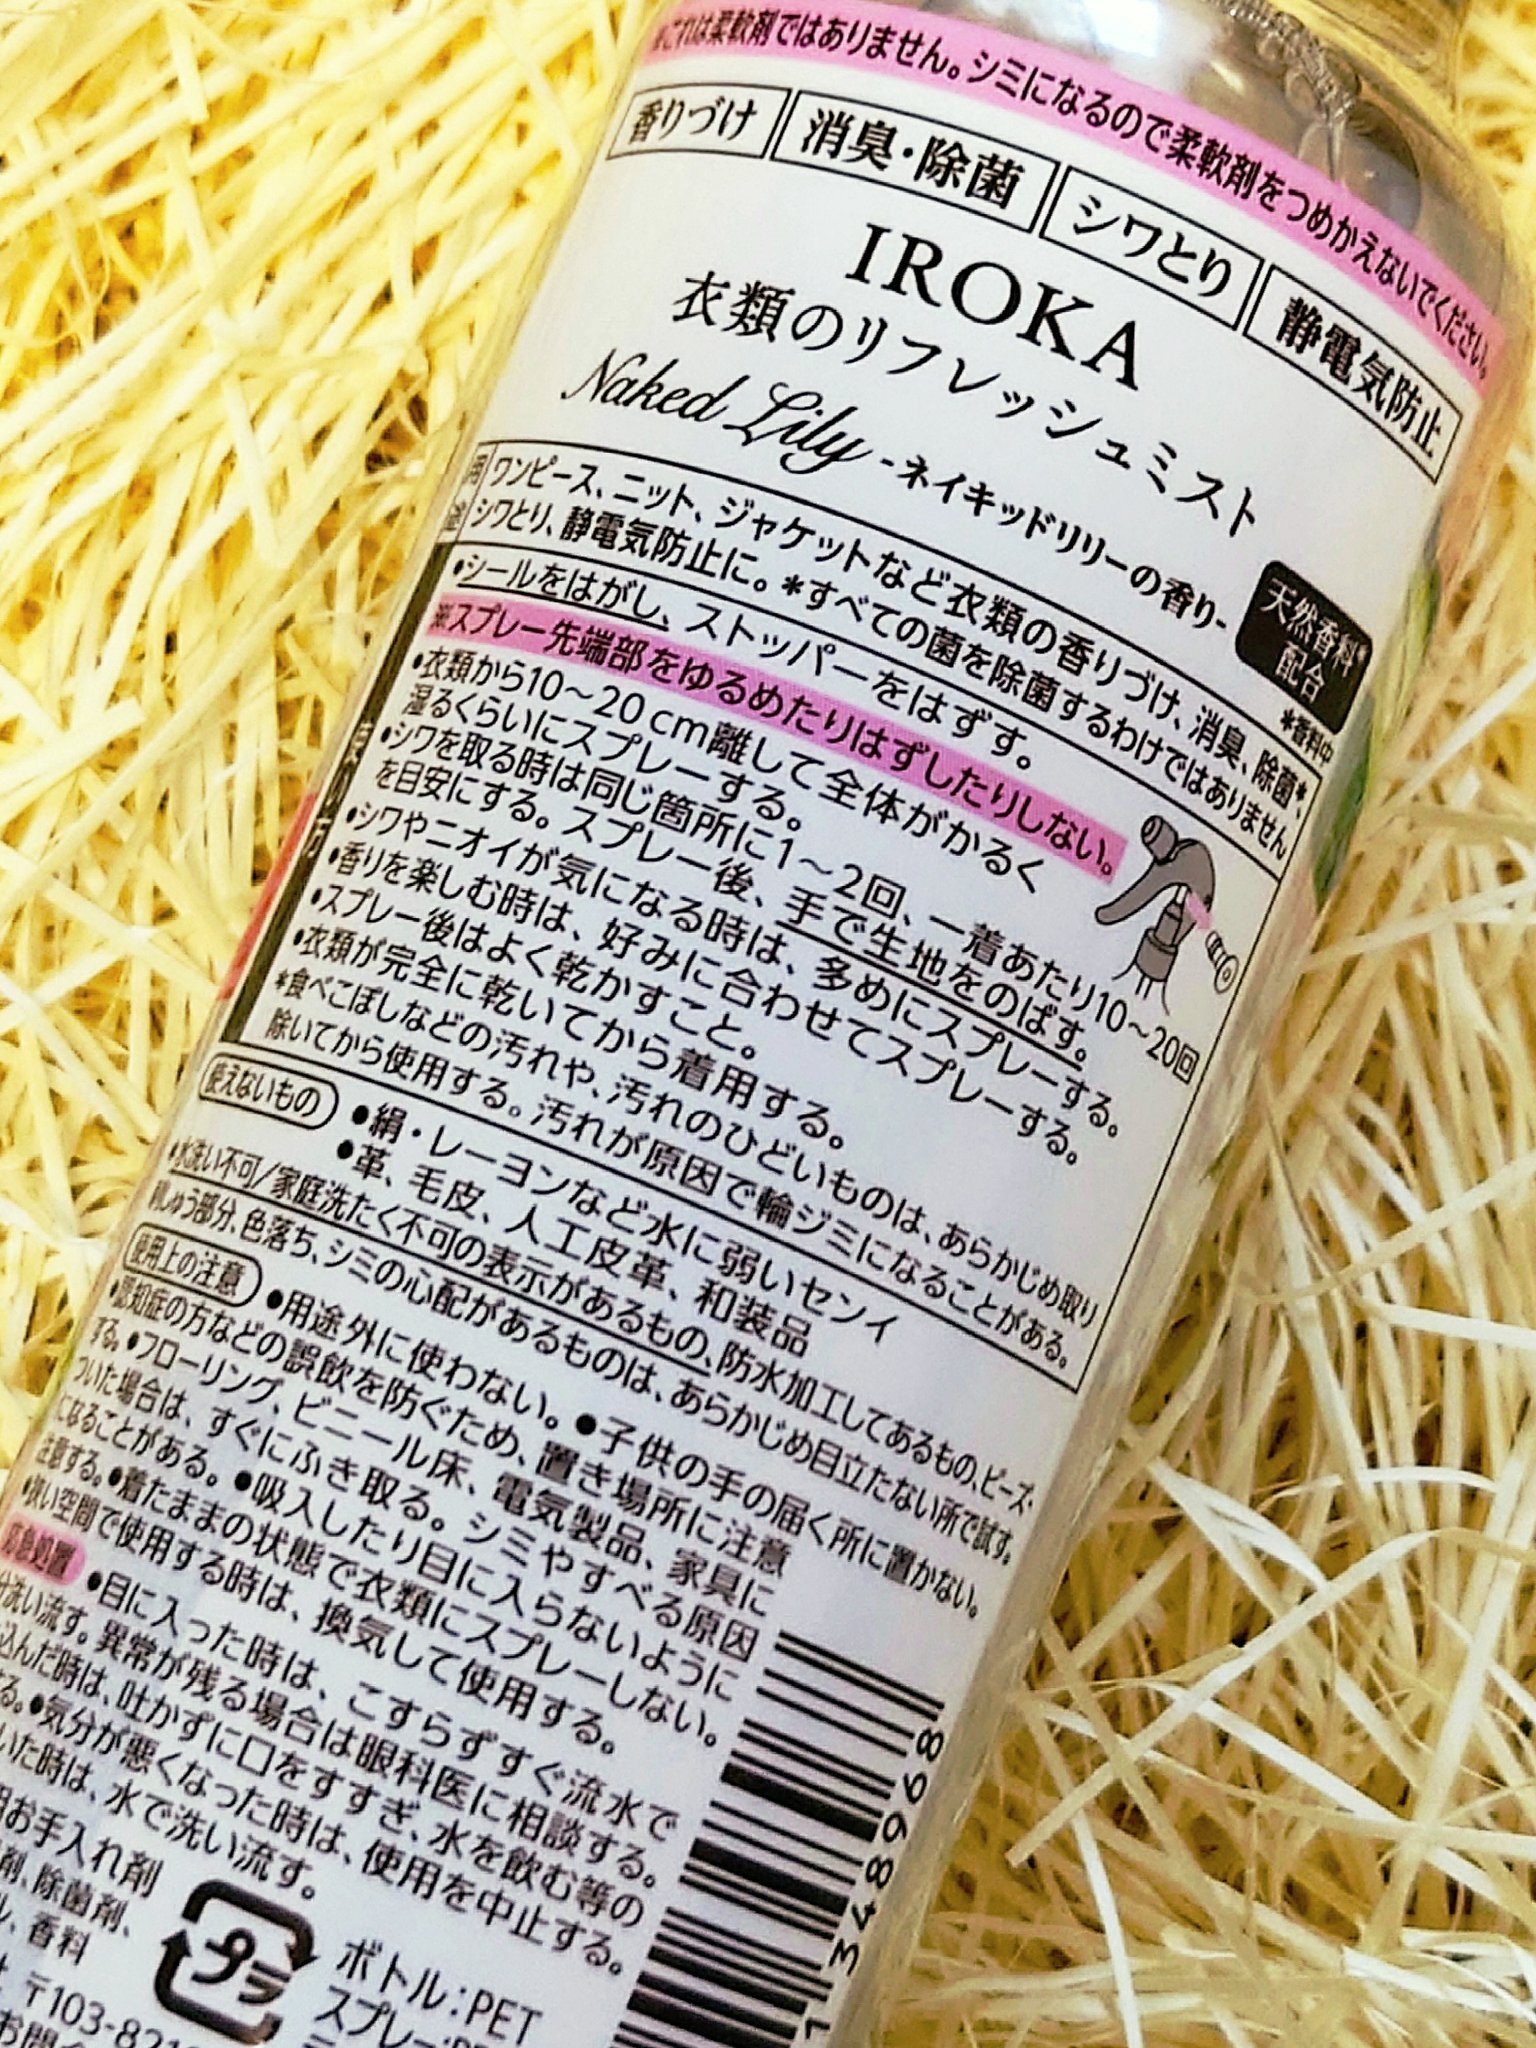 これは柔軟剤ではありません。シミになるので柔軟剤をつめかえないでください。
香りづけ 消臭・除菌 シワとり 静電気防止
IROKA
衣類のリフレッシュミスト
Naked Lily -ネイキッドリリーの香り-
天然香料*
配合
*香料中
用途 ワンピース、ニット、ジャケットなど衣類の香りづけ、消臭、除菌*、
シワとり、静電気防止に。*すべての菌を除菌するわけではありません
•シールをはがし、ストッパーをはずす。
※スプレー先端部をゆるめたりはずしたりしない。
•衣類から10〜20cm離して全体がかるく
湿るくらいにスプレーする。
•シワを取る時は同じ箇所に1〜2回、一着あたり10〜20回
を目安にする。スプレー後、手で生地をのばす。
•シワやニオイが気になる時は、多めにスプレーする。
•香りを楽しむ時は、好みに合わせてスプレーする。
•スプレー後はよく乾かすこと。
•衣類が完全に乾いてから着用する。
*食べこぼしなどの汚れや、汚れのひどいものは、あらかじめ取り
除いてから使用する。汚れが原因で輪ジミになることがある。
使えないもの ●絹・レーヨンなど水に弱いセンイ
●革、毛皮、人工皮革、和装品
•水洗い不可/家庭洗たく不可の表示があるもの、防水加工してあるもの、ビーズ・
刺しゅう部分、色落ち、シミの心配があるものは、あらかじめ目立たない所で試す。
使用上の注意 ●用途外に使わない。●子供の手の届く所に置かない。
●認知症の方などの誤飲を防ぐため、置き場所に注意
する。●フローリング、ビニール床、電気製品、家具に
ついた場合は、すぐにふき取る。シミやすべる原因
になることがある。●吸入したり目に入らないように
注意する。●着たままの状態で衣類にスプレーしない。
●狭い空間で使用する時は、換気して使用する。
応急処置 ●目に入った時は、こすらずすぐ流水で
分洗い流す。異常が残る場合は眼科医に相談する。
込んだ時は、吐かずに口をすすぎ、水を飲む等の
る。●気分が悪くなった時は、使用を中止する。
いた時は、水で洗い流す。
お手入れ剤
剤、除菌剤、
ル、香料
プラ
ボトル:PET
スプレー:P
〒103-821
お問